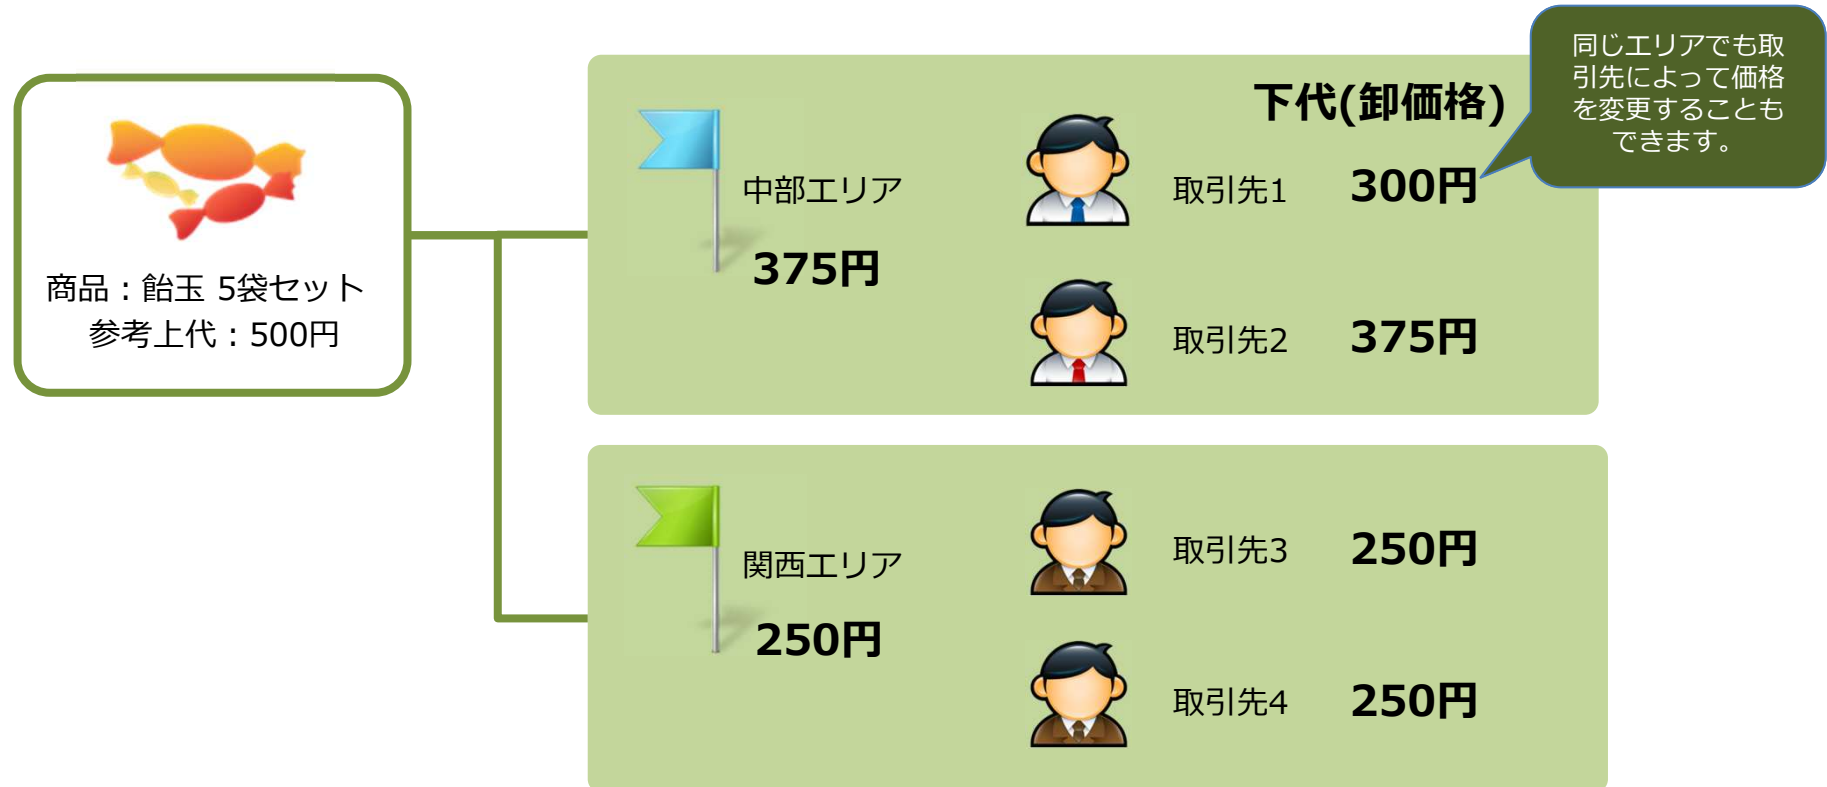 商品：飴玉 5袋セット
参考上代：500円
下代(卸価格)
同じエリアでも取
引先によって価格
を変更することも
できます。
中部エリア
375円
取引先1 300円
取引先2 375円
関西エリア
250円
取引先3 250円
取引先4 250円